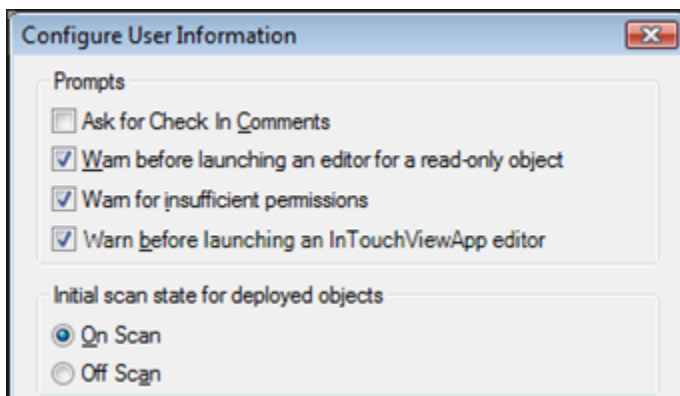 Configure User Information
Prompts
Ask for Check In Comments
Warn before launching an editor for a read-only object
Warn for insufficient permissions
Warn before launching an InTouchViewApp editor
Initial scan state for deployed objects
On Scan
Off Scan